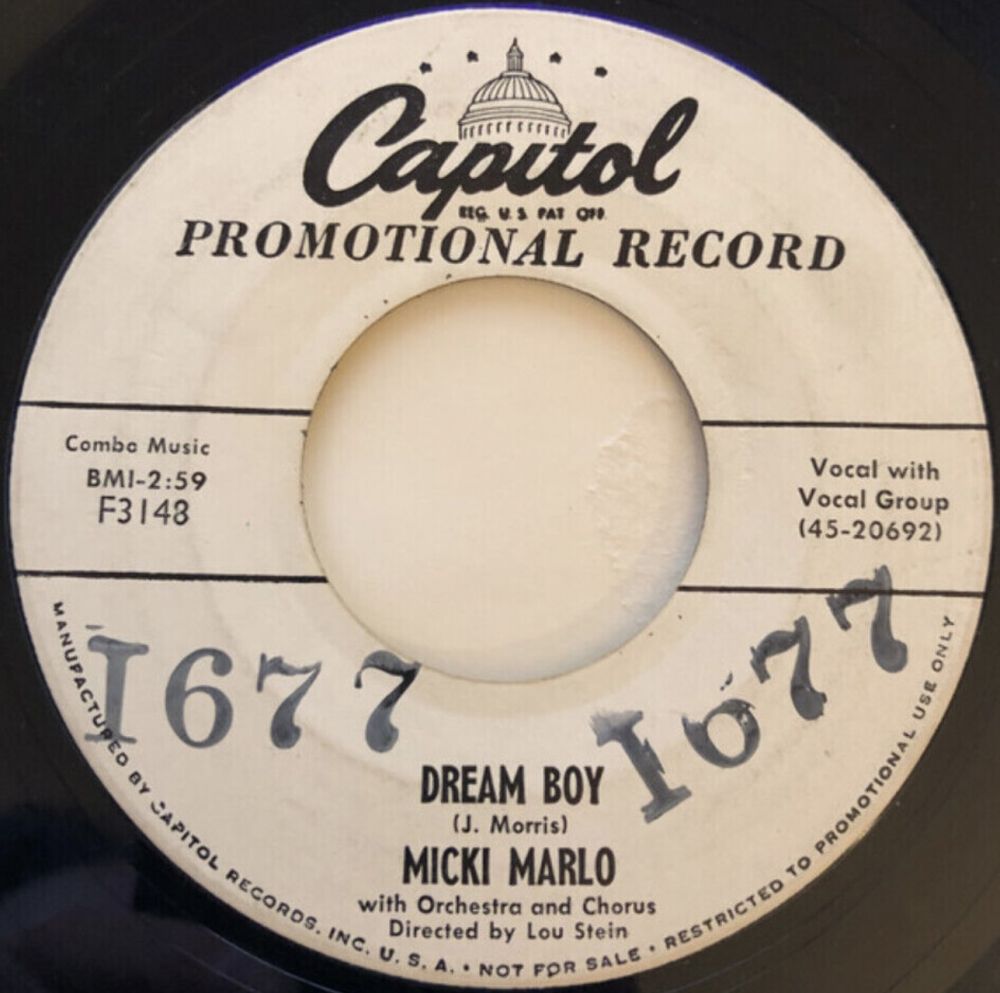 Capitol
REG. U.S. PAT. OFF.
PROMOTIONAL RECORD
Combo Music
BMI-2:59
F3148
Vocal with
Vocal Group
(45-20692)
1677
1677
DREAM BOY
(J. Morris)
MICKI MARLO
with Orchestra and Chorus
Directed by Lou Stein
MANUFACTURED BY CAPITOL RECORDS, INC. U. S. A. • NOT FOR SALE • RESTRICTED TO PROMOTIONAL USE ONLY